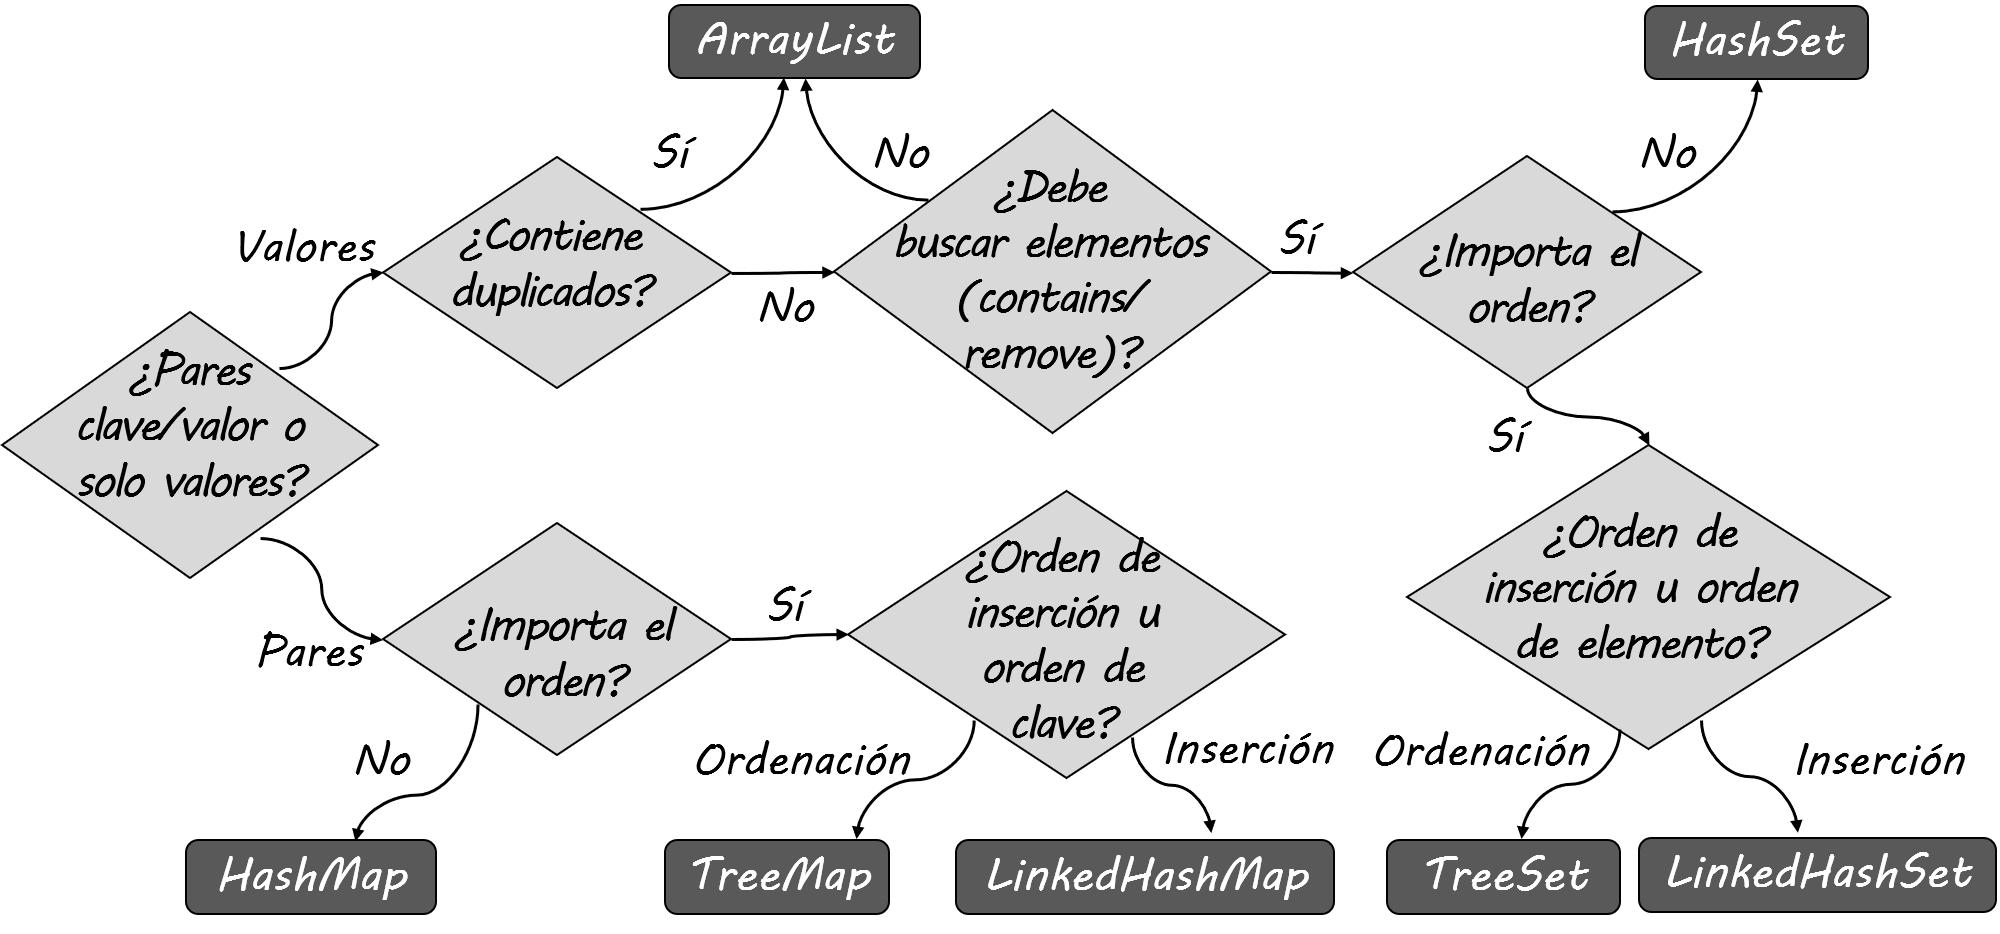 ArrayList
HashSet
Sí
No
No
¿Debe
buscar elementos
(contains/
remove)?
Valores
¿Contiene
duplicados?
Sí
¿Importa el
orden?
No
¿Pares
clave/valor o
solo valores?
Sí
¿Orden de
inserción u orden
de elemento?
¿Orden de
inserción u
orden de
clave?
Sí
Pares
¿Importa el
orden?
No
Ordenación
Inserción
Ordenación
Inserción
HashMap
TreeMap
LinkedHashMap
TreeSet
LinkedHashSet